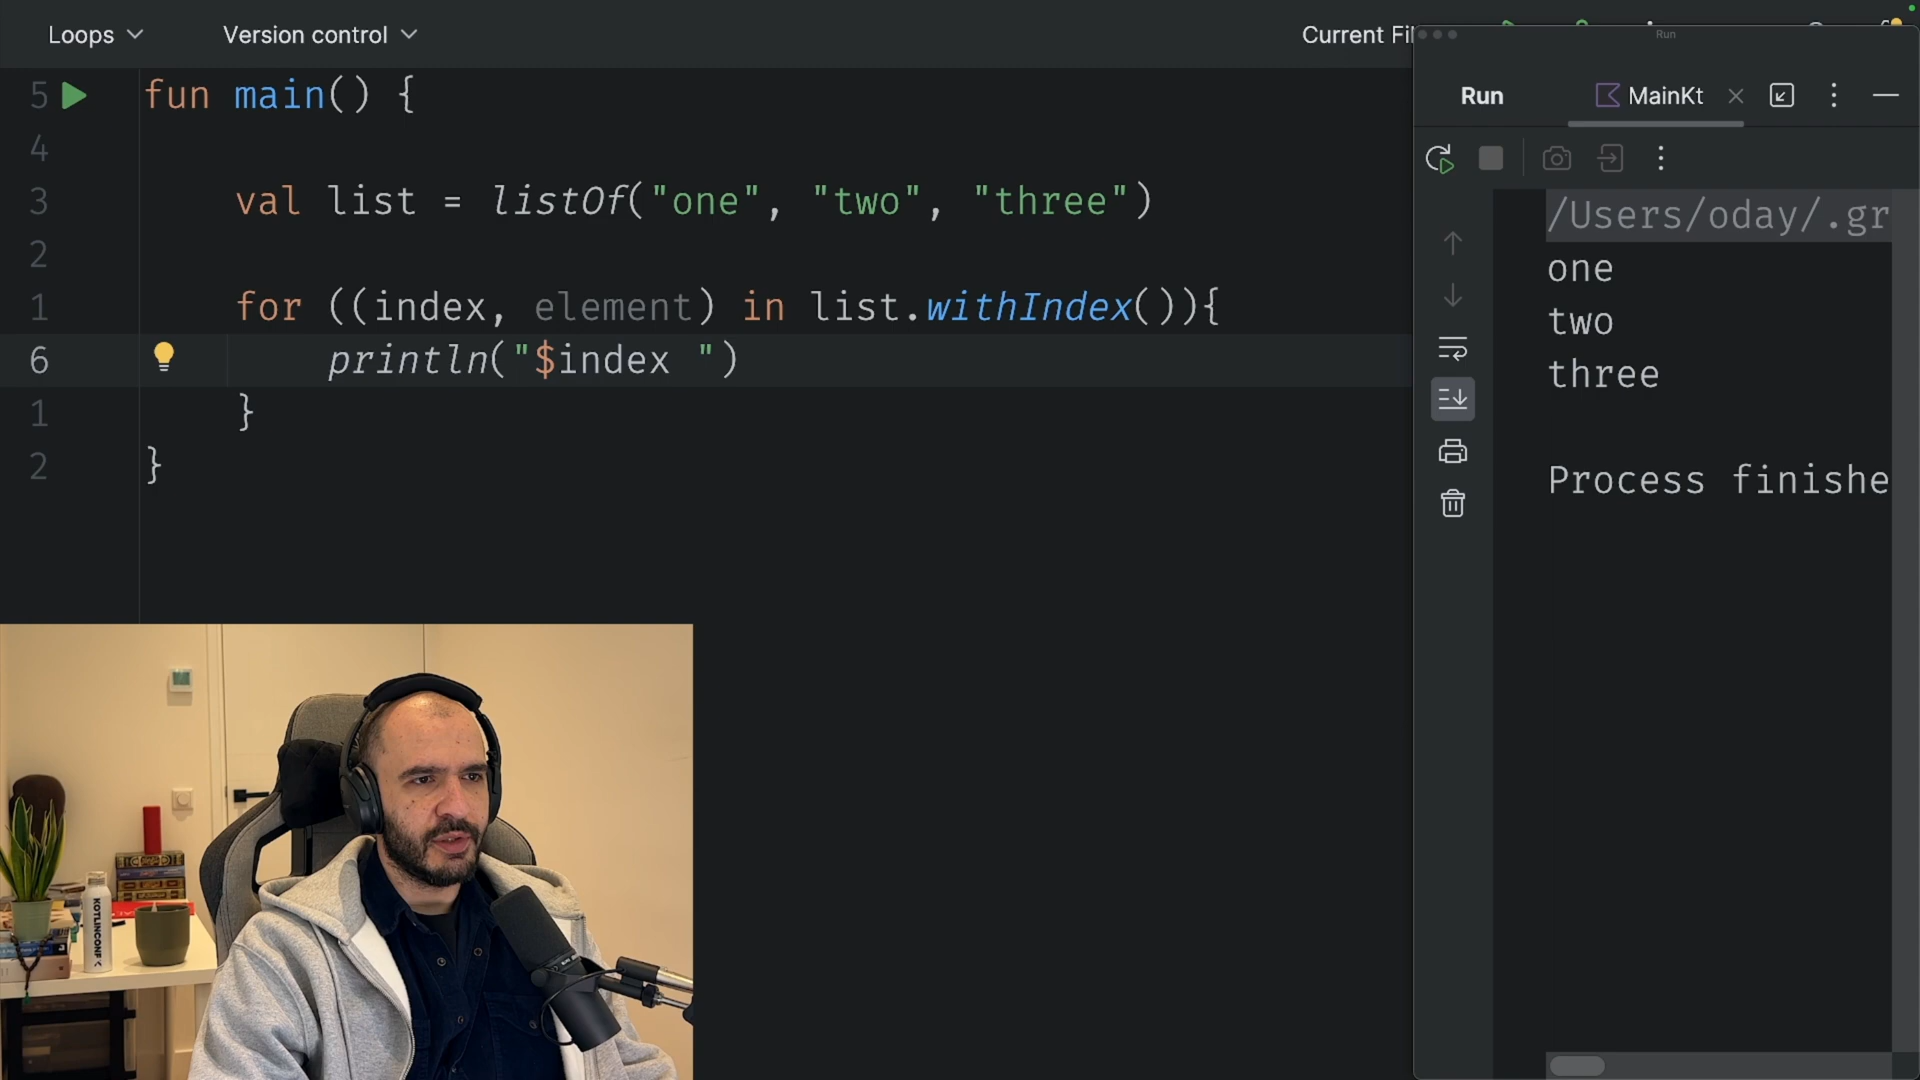 Loops
Version control
Current Fil
Run
Run
MainKt
5 fun main() {
4
3 val list = listOf("one", "two", "three")
2
1 for ((index, element) in list.withIndex()){
6 println("$index ")
1 }
2 }
/Users/oday/.gr
one
two
three
Process finishe
KOTLINCONF